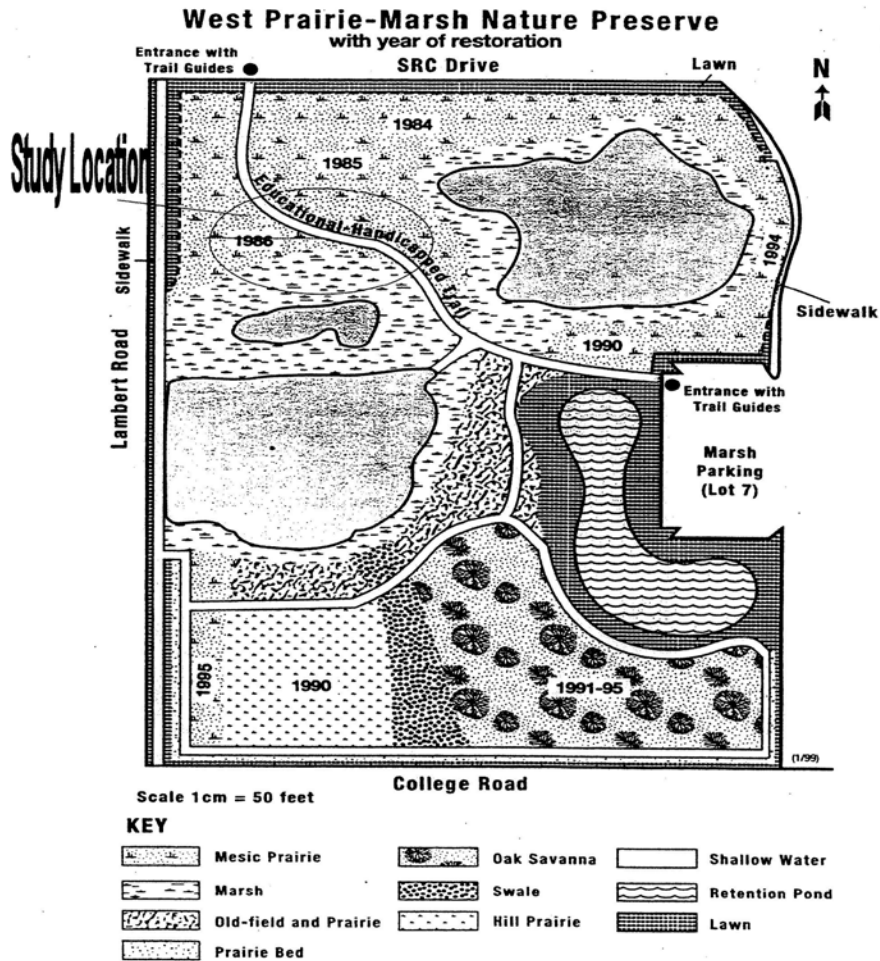 West Prairie-Marsh Nature Preserve
with year of restoration
Entrance with
Trail Guides
SRC Drive
Lawn
N
Study Location
1984
1985
Educational-Handicapped Trail
1986
1994
Sidewalk
Sidewalk
Lambert Road
1990
Entrance with
Trail Guides
Marsh
Parking
(Lot 7)
1995
1990
1991-95
(1/99)
College Road
Scale 1cm = 50 feet
KEY
Mesic Prairie
Marsh
Old-field and Prairie
Prairie Bed
Oak Savanna
Swale
Hill Prairie
Shallow Water
Retention Pond
Lawn